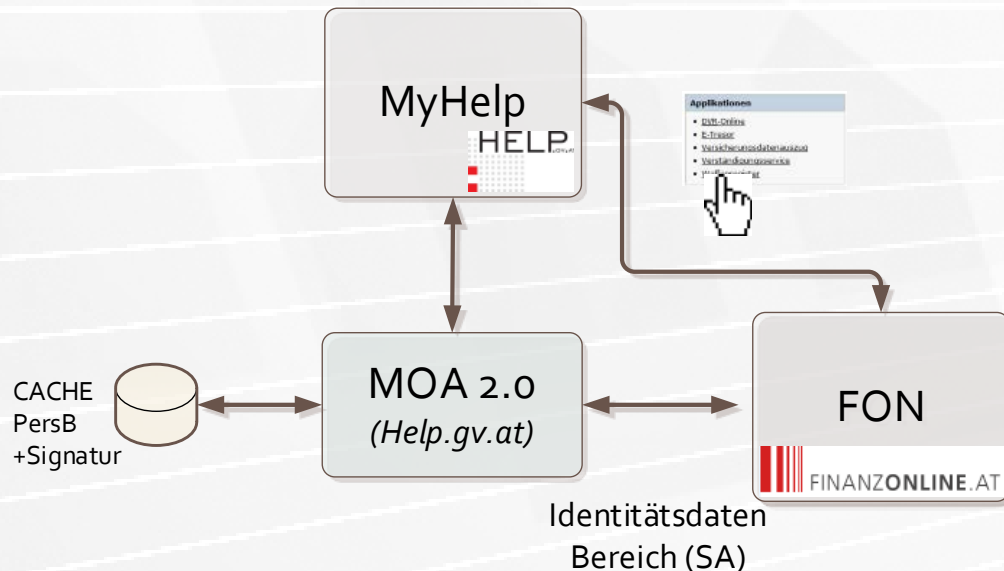 MyHelp
HELP
Applikationen
DVR-Online
E-Tresor
Versicherungsdatenauszug
Verständigungsservice
CACHE
PersB
+Signatur
MOA 2.0
(Help.gv.at)
FON
FINANZONLINE.AT
Identitätsdaten
Bereich (SA)